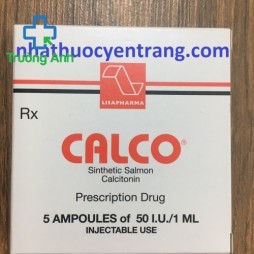 nhathuocyentrang.com
Trường Anh
LISAPHARMA
Rx
CALCO®
Sinthetic Salmon
Calcitonin
Prescription Drug
5 AMPOULES of 50 I.U./1 ML
INJECTABLE USE